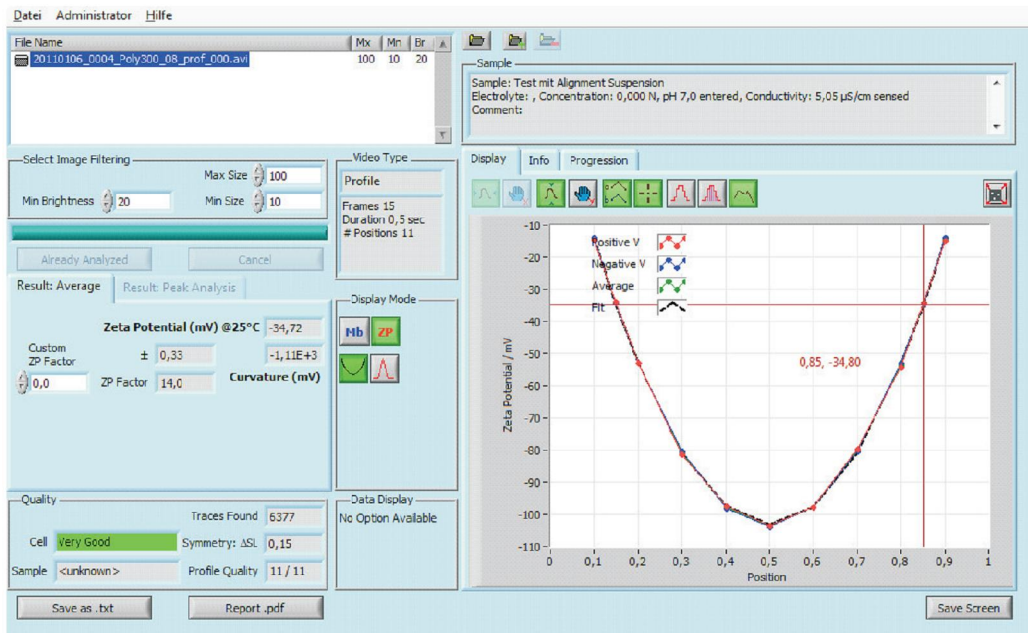 Datei Administrator Hilfe
File Name Mx Mn Br
20110106_0004_Poly300_08_prof_000.avi 100 10 20
Sample
Sample: Test mit Alignment Suspension
Electrolyte: , Concentration: 0,000 N, pH 7,0 entered, Conductivity: 5,05 µS/cm sensed
Comment:
Select Image Filtering
Max Size 100
Min Brightness 20 Min Size 10
Already Analyzed Cancel
Video Type
Profile
Frames 15
Duration 0,5 sec
# Positions 11
Result: Average Result: Peak Analysis
Zeta Potential (mV) @25°C -34,72
Custom
ZP Factor
± 0,33 -1,11E+3
0,0 ZP Factor 14,0 Curvature (mV)
Display Mode
Mb ZP
Quality
Traces Found 6377
Cell Very Good Symmetry: ΔSL 0,15
Sample <unknown> Profile Quality 11 / 11
Data Display
No Option Available
Save as .txt Report .pdf
Display Info Progression
Positive V
Negative V
Average
Fit
0,85, -34,80
Zeta Potential / mV
-10
-20
-30
-40
-50
-60
-70
-80
-90
-100
-110
0 0,1 0,2 0,3 0,4 0,5 0,6 0,7 0,8 0,9 1
Position
Save Screen